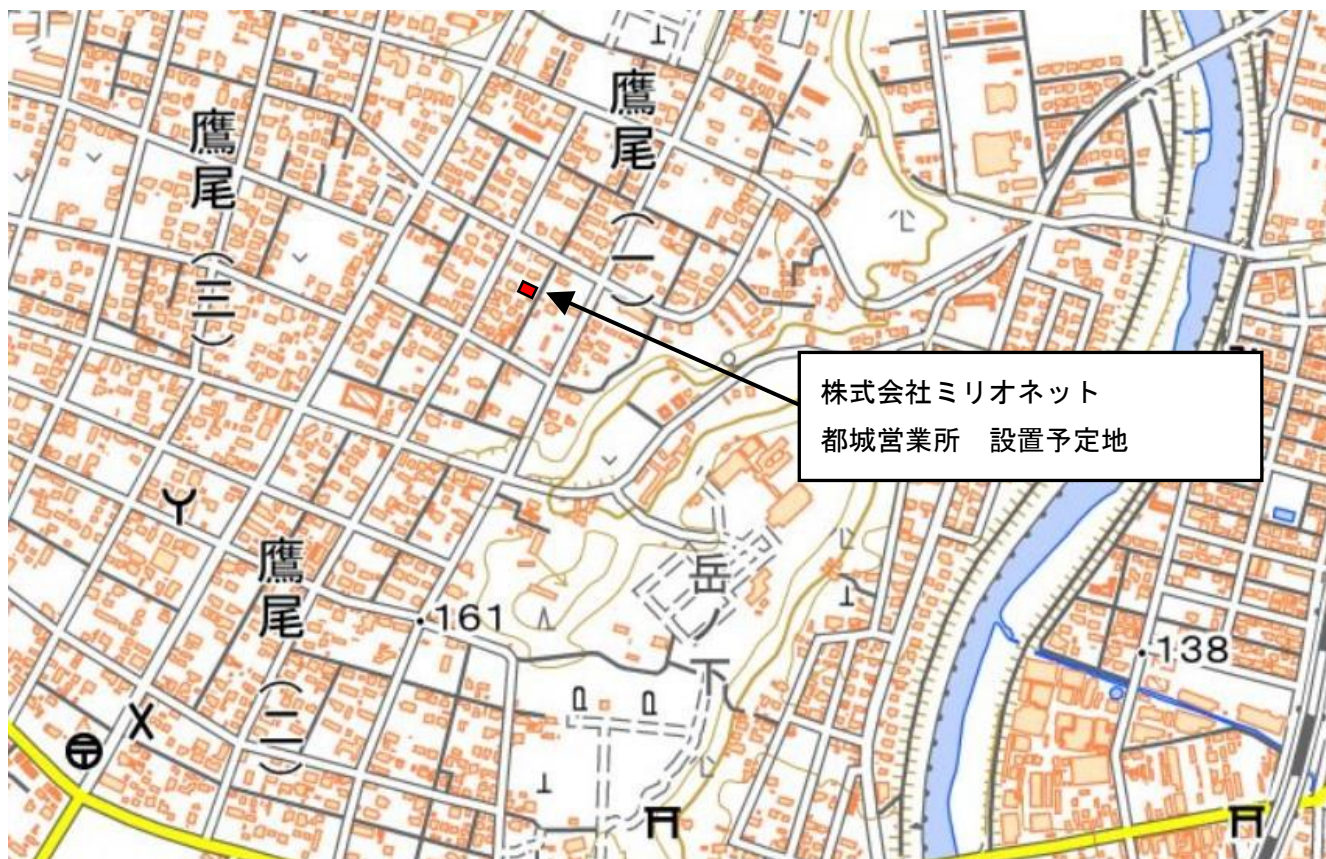 鷹尾(一)
鷹尾(三)
株式会社ミリオネット
都城営業所　設置予定地
鷹尾(二)
岳ノ下
161
138